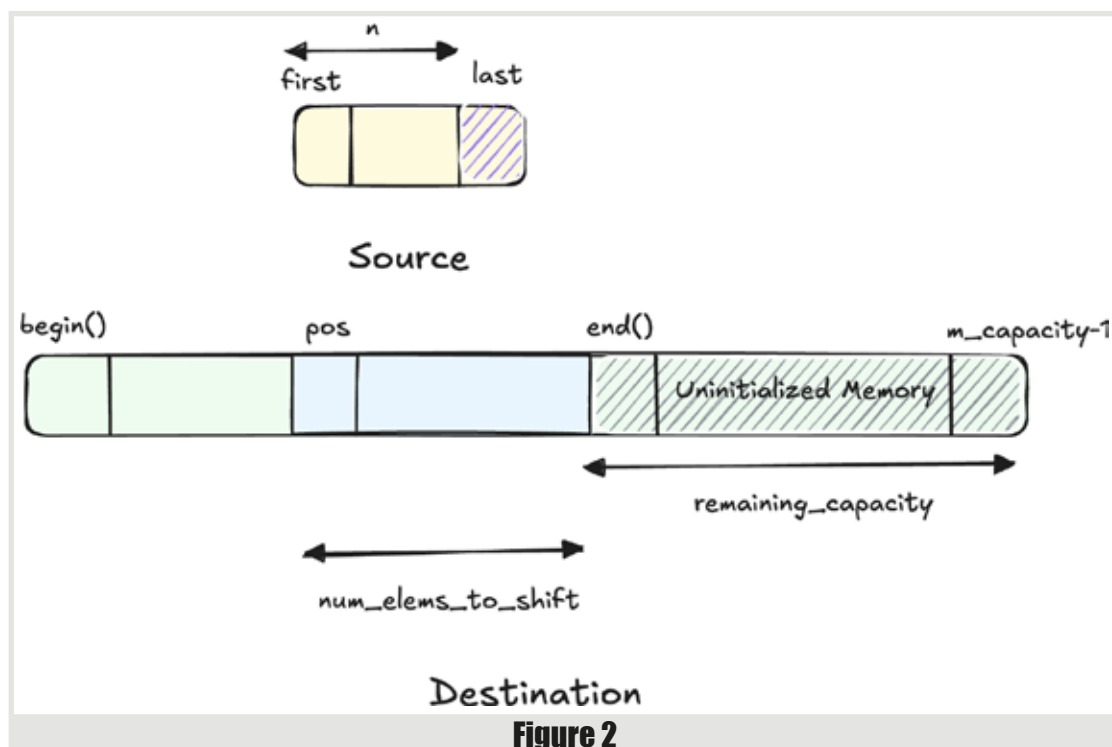 n
first
last
Source
begin()
pos
end()
m_capacity-1
Uninitialized Memory
remaining_capacity
num_elems_to_shift
Destination
Figure 2